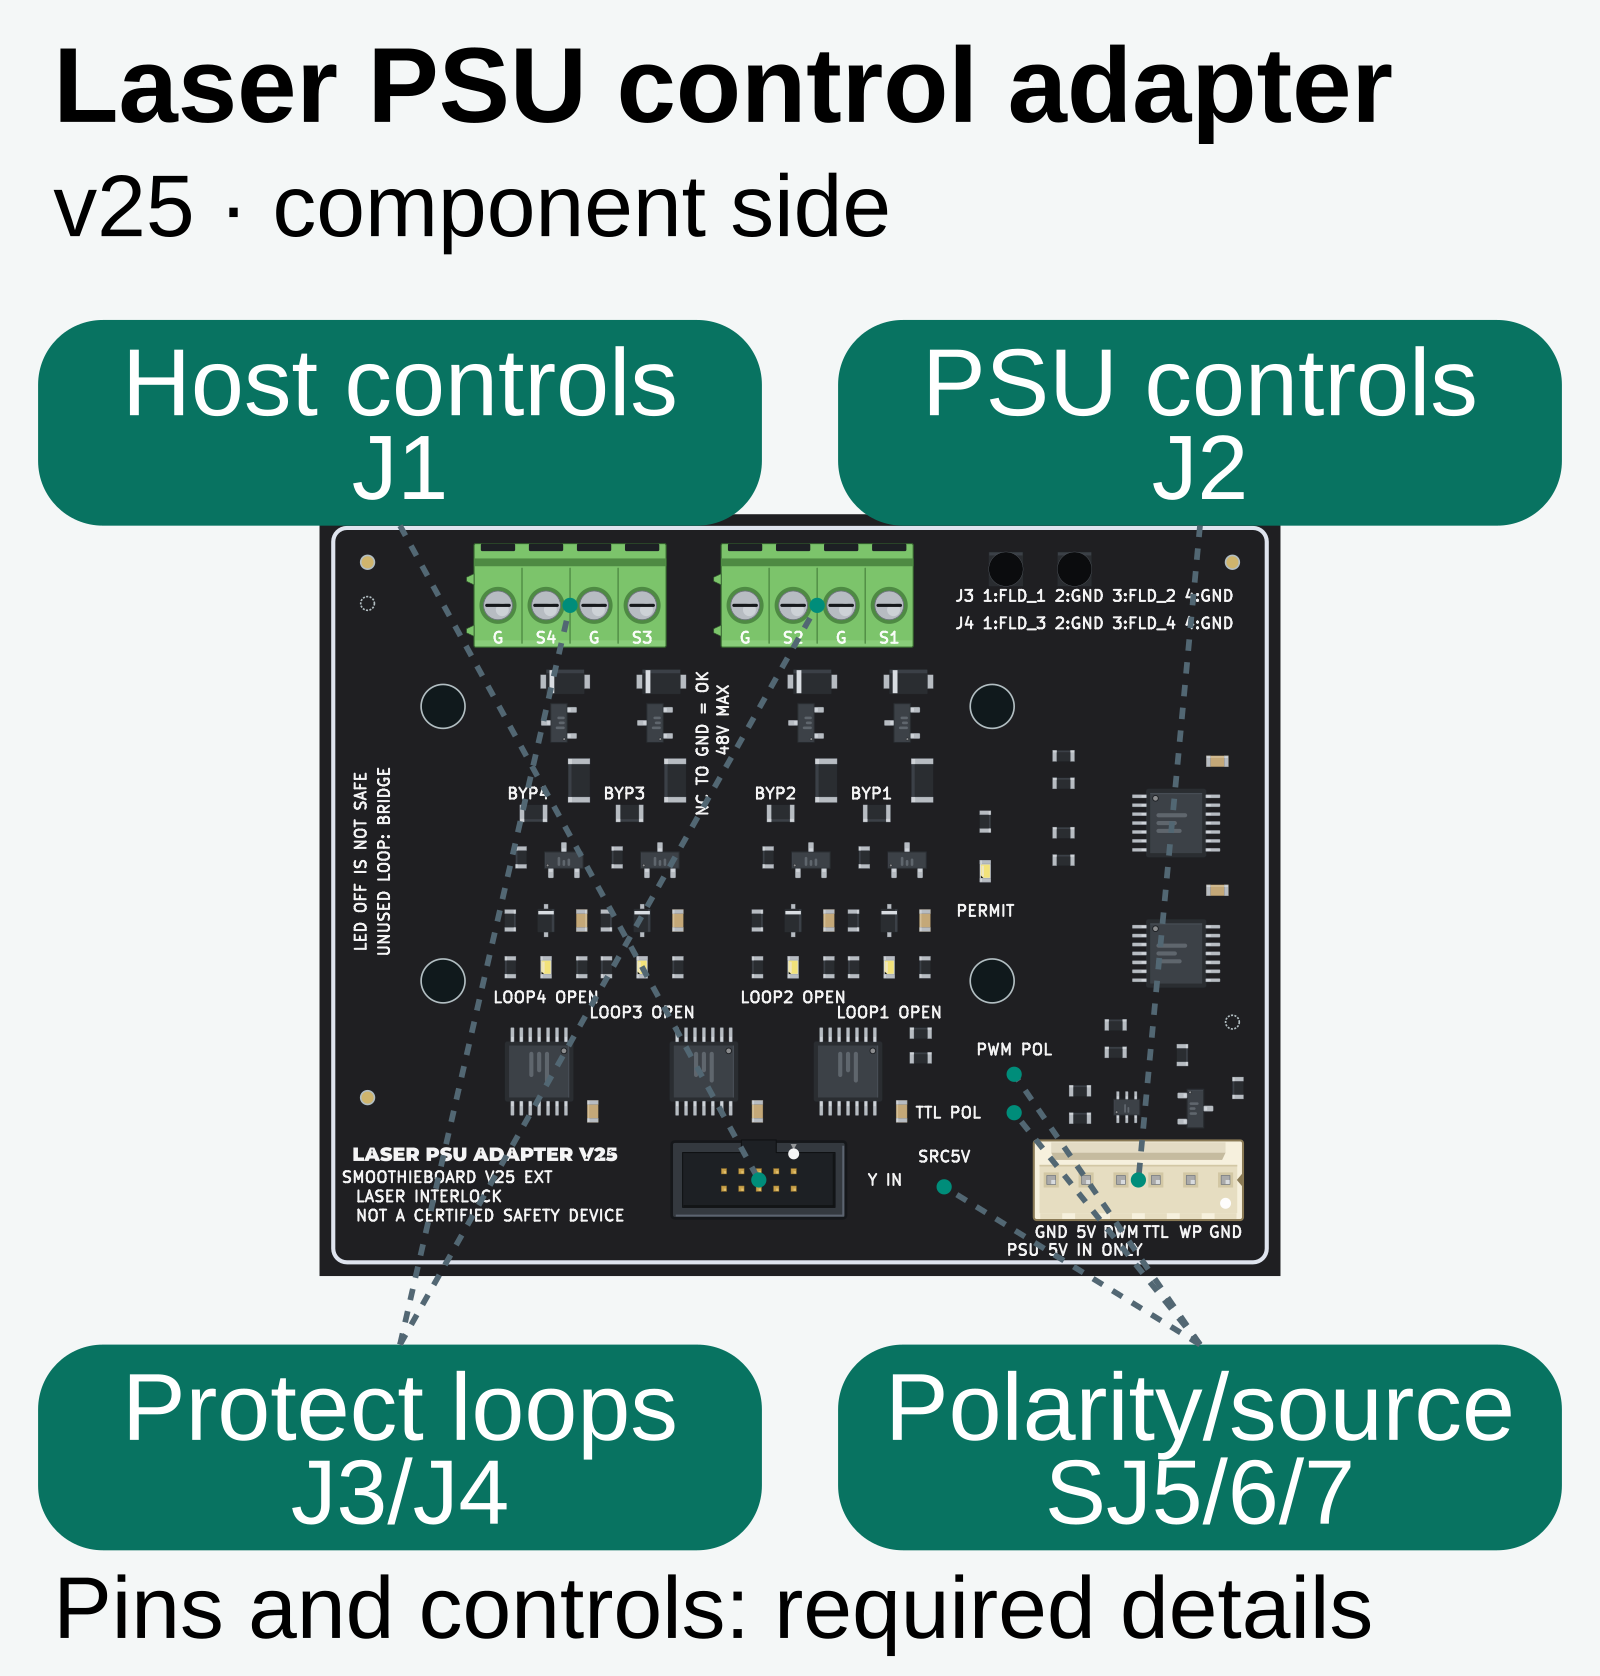 Laser PSU control adapter
v25 · component side
Host controls
J1
PSU controls
J2
G S4 G S3
G S2 G S1
J3 1:FLD_1 2:GND 3:FLD_2 4:GND
J4 1:FLD_3 2:GND 3:FLD_4 4:GND
NC TO GND = OK
48V MAX
LED OFF IS NOT SAFE
UNUSED LOOP: BRIDGE
BYP4 BYP3 BYP2 BYP1
PERMIT
LOOP4 OPEN
LOOP3 OPEN
LOOP2 OPEN
LOOP1 OPEN
PWM POL
TTL POL
LASER PSU ADAPTER V25
SMOOTHIEBOARD V25 EXT
LASER INTERLOCK
NOT A CERTIFIED SAFETY DEVICE
Y IN
SRC5V
GND 5V PWM TTL WP GND
PSU 5V IN ONLY
Protect loops
J3/J4
Polarity/source
SJ5/6/7
Pins and controls: required details